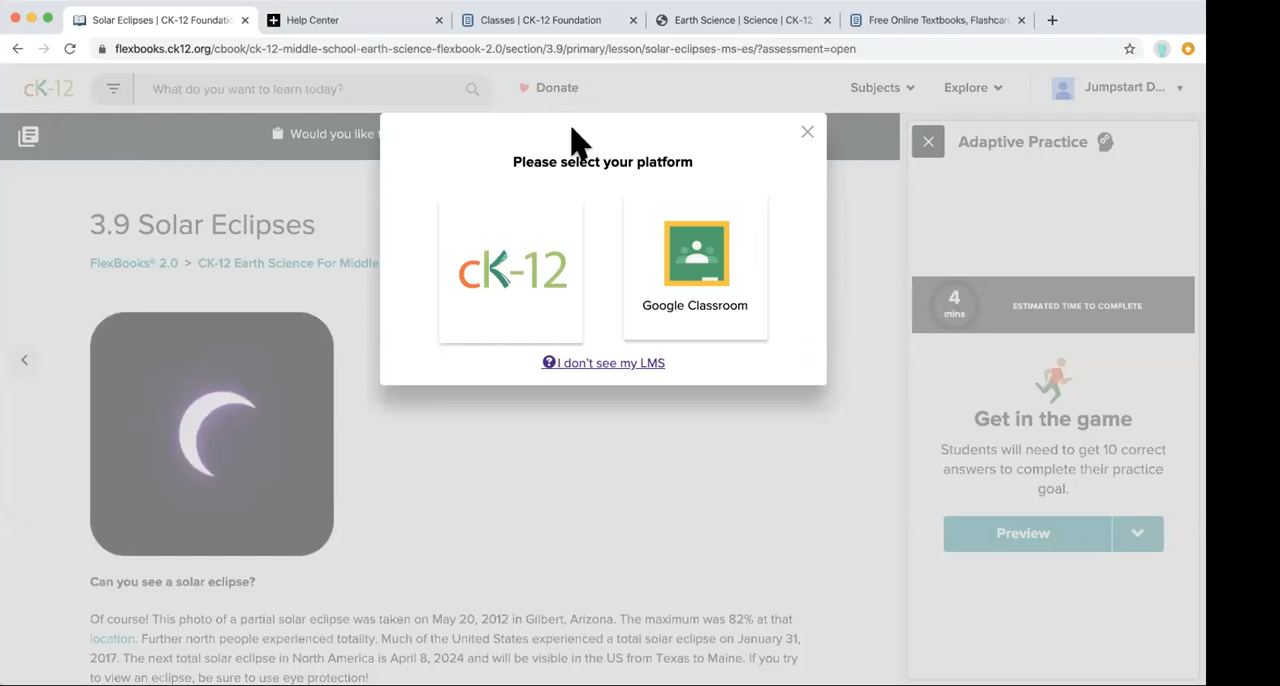 Solar Eclipses | CK-12 Foundatio
Help Center
Classes | CK-12 Foundation
Earth Science | Science | CK-12
Free Online Textbooks, Flashcar
flexbooks.ck12.org/cbook/ck-12-middle-school-earth-science-flexbook-2.0/section/3.9/primary/lesson/solar-eclipses-ms-es/?assessment=open
cK-12
What do you want to learn today?
Donate
Subjects
Explore
Jumpstart D...
Would you like t
Adaptive Practice
Please select your platform
cK-12
Google Classroom
I don't see my LMS
3.9 Solar Eclipses
FlexBooks® 2.0 > CK-12 Earth Science For Middle
4
mins
ESTIMATED TIME TO COMPLETE
Get in the game
Students will need to get 10 correct
answers to complete their practice
goal.
Preview
Can you see a solar eclipse?
Of course! This photo of a partial solar eclipse was taken on May 20, 2012 in Gilbert, Arizona. The maximum was 82% at that
location. Further north people experienced totality. Much of the United States experienced a total solar eclipse on January 31,
2017. The next total solar eclipse in North America is April 8, 2024 and will be visible in the US from Texas to Maine. If you try
to view an eclipse, be sure to use eye protection!